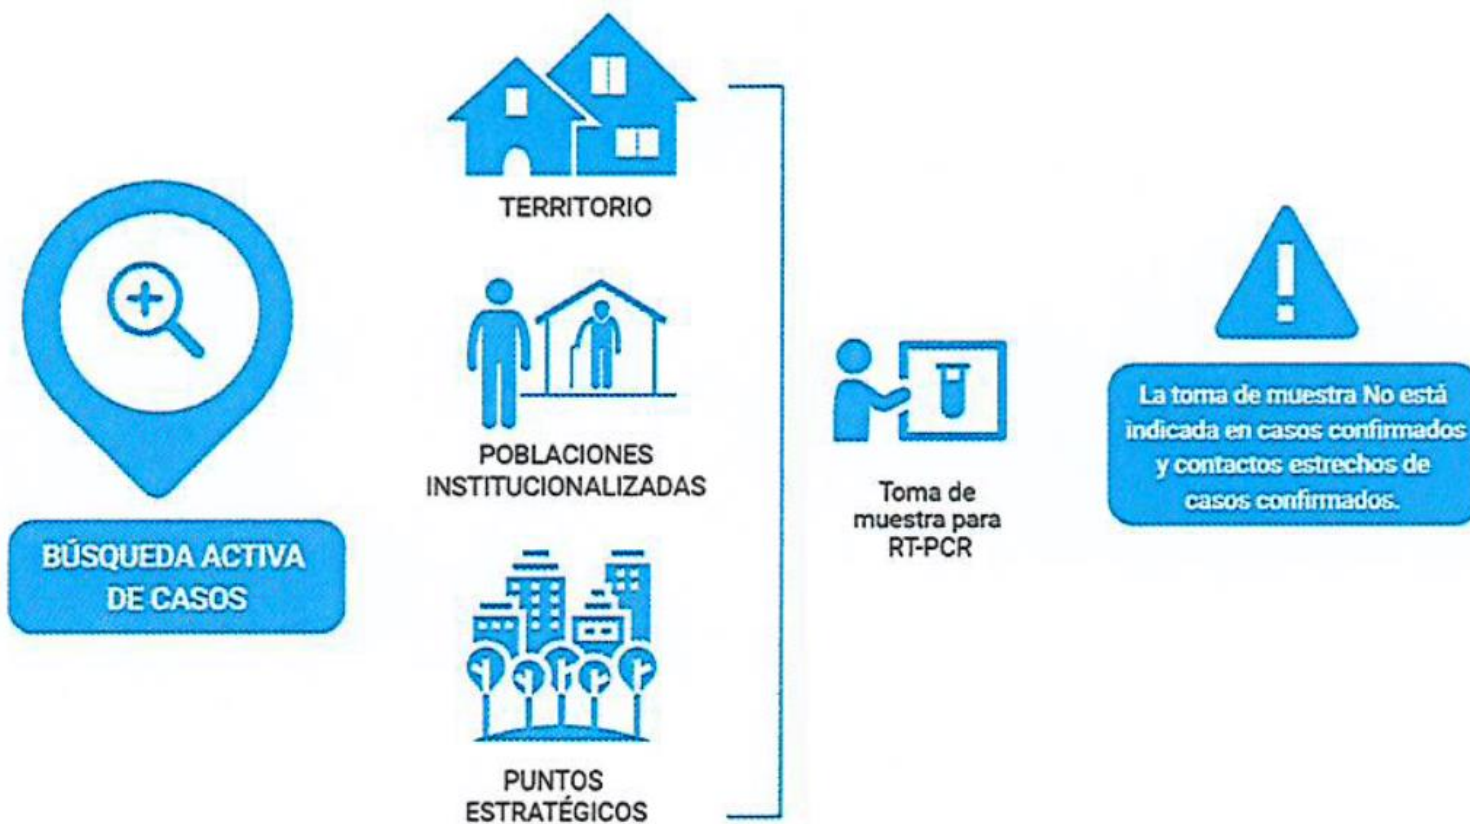 TERRITORIO
POBLACIONES
INSTITUCIONALIZADAS
PUNTOS
ESTRATÉGICOS
BÚSQUEDA ACTIVA
DE CASOS
Toma de
muestra para
RT-PCR
La toma de muestra No está
indicada en casos confirmados
y contactos estrechos de
casos confirmados.